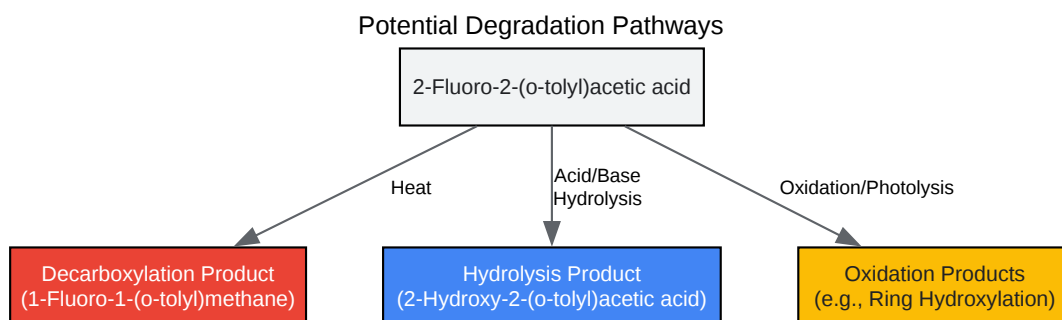 Potential Degradation Pathways
2-Fluoro-2-(o-tolyl)acetic acid
Heat
Acid/Base
Hydrolysis
Oxidation/Photolysis
Decarboxylation Product
(1-Fluoro-1-(o-tolyl)methane)
Hydrolysis Product
(2-Hydroxy-2-(o-tolyl)acetic acid)
Oxidation Products
(e.g., Ring Hydroxylation)